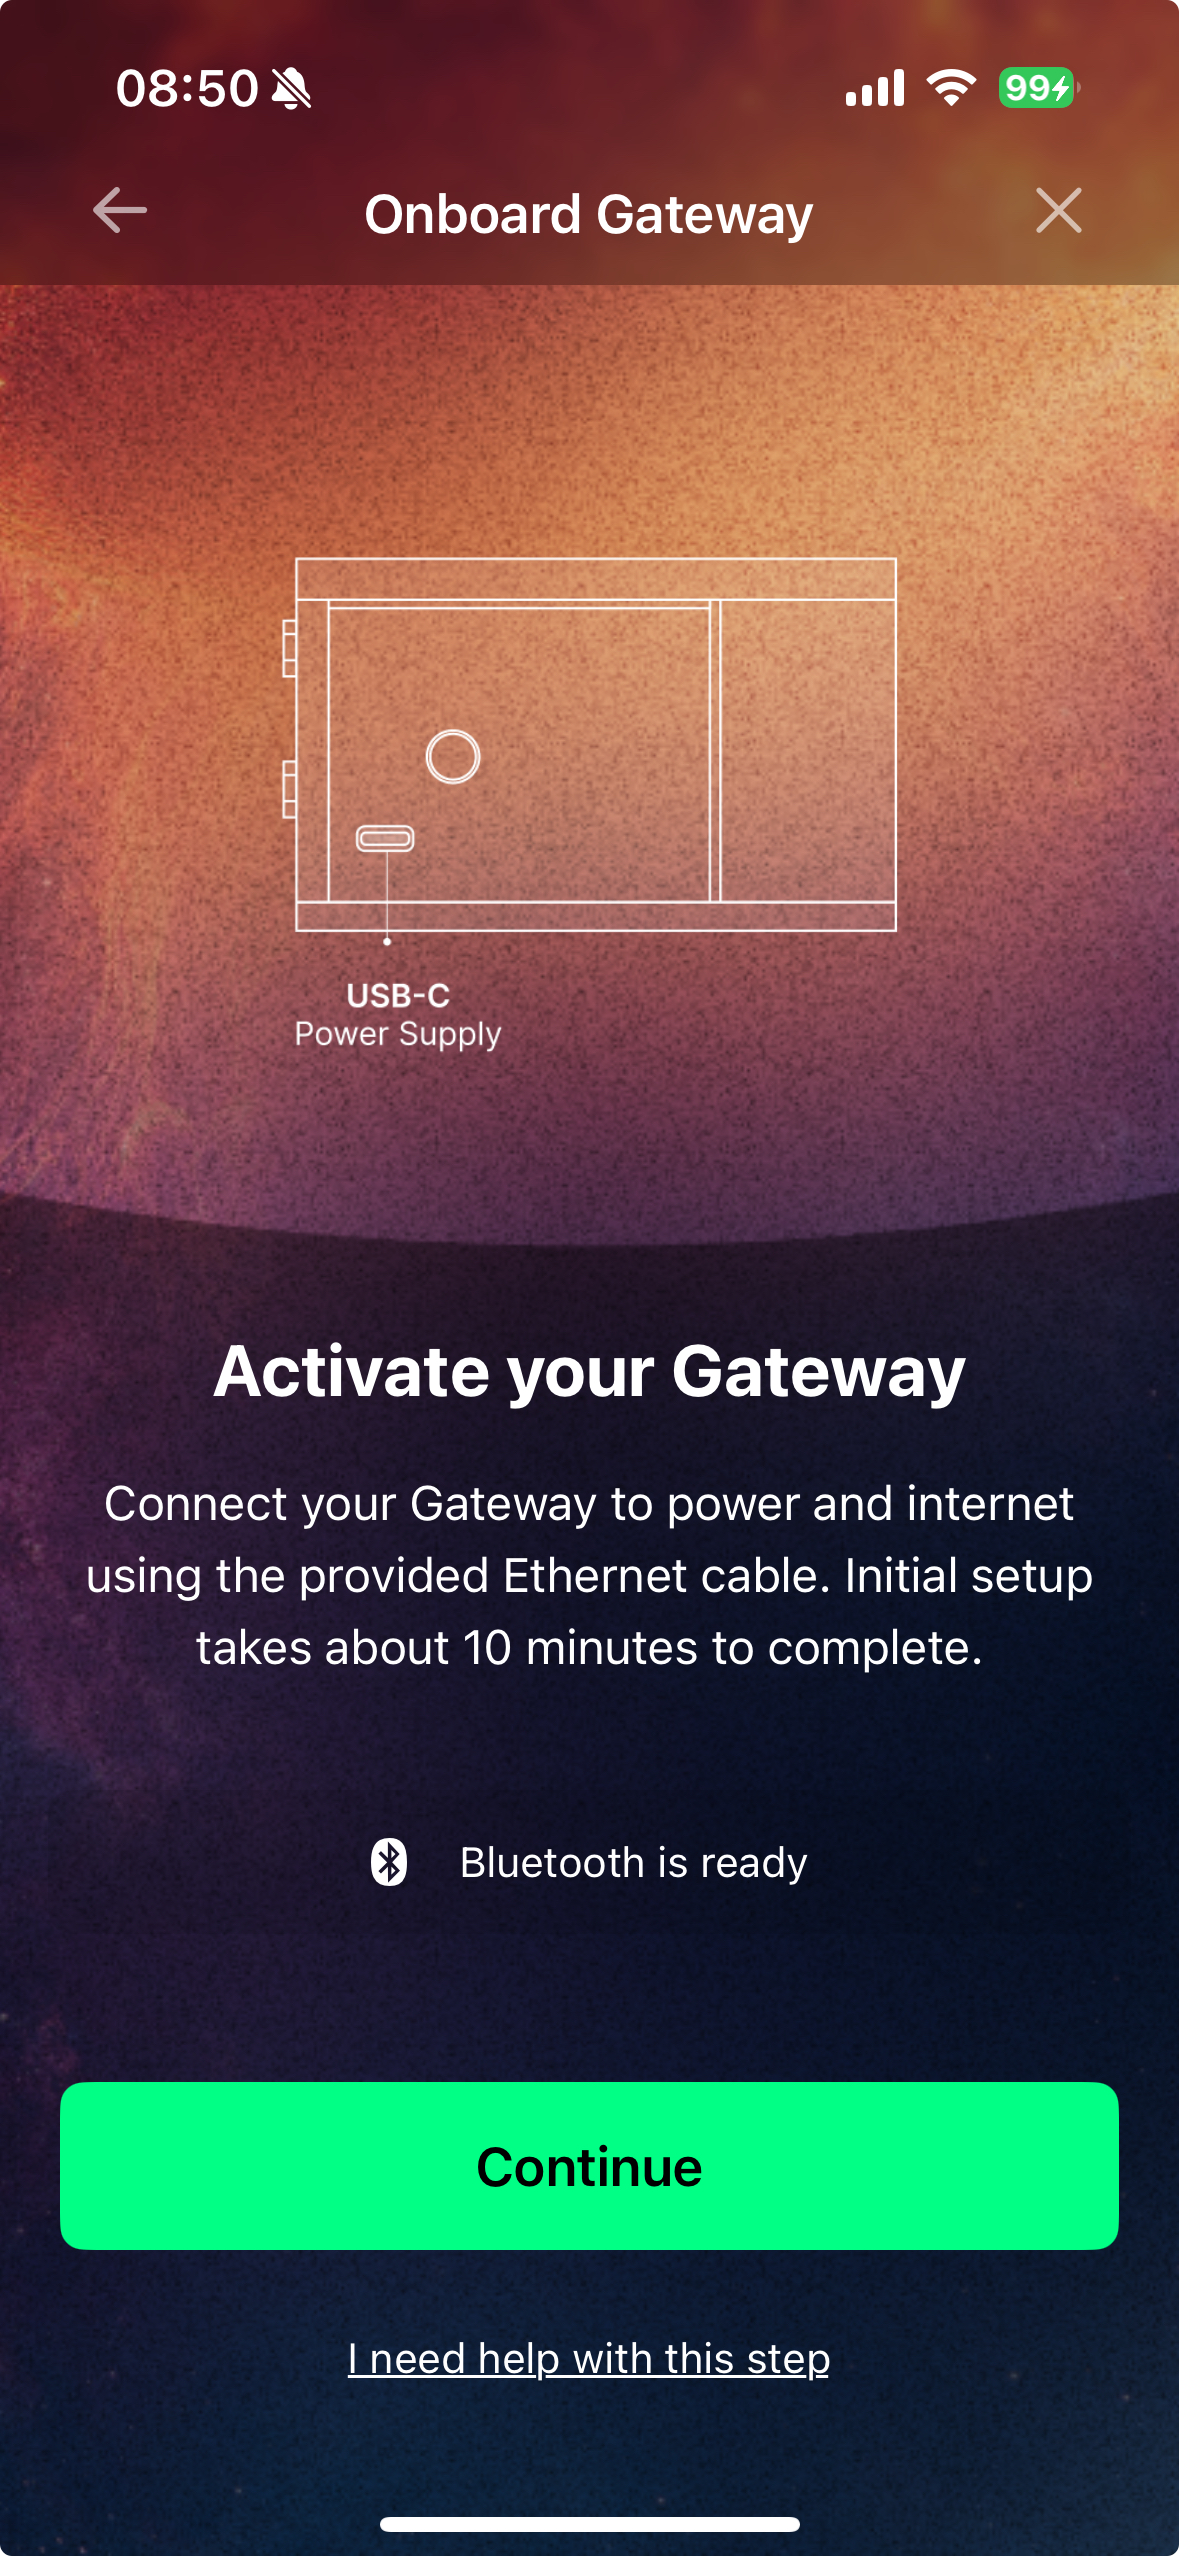 08:50
99
Onboard Gateway
USB-C
Power Supply
Activate your Gateway
Connect your Gateway to power and internet
using the provided Ethernet cable. Initial setup
takes about 10 minutes to complete.
Bluetooth is ready
Continue
I need help with this step